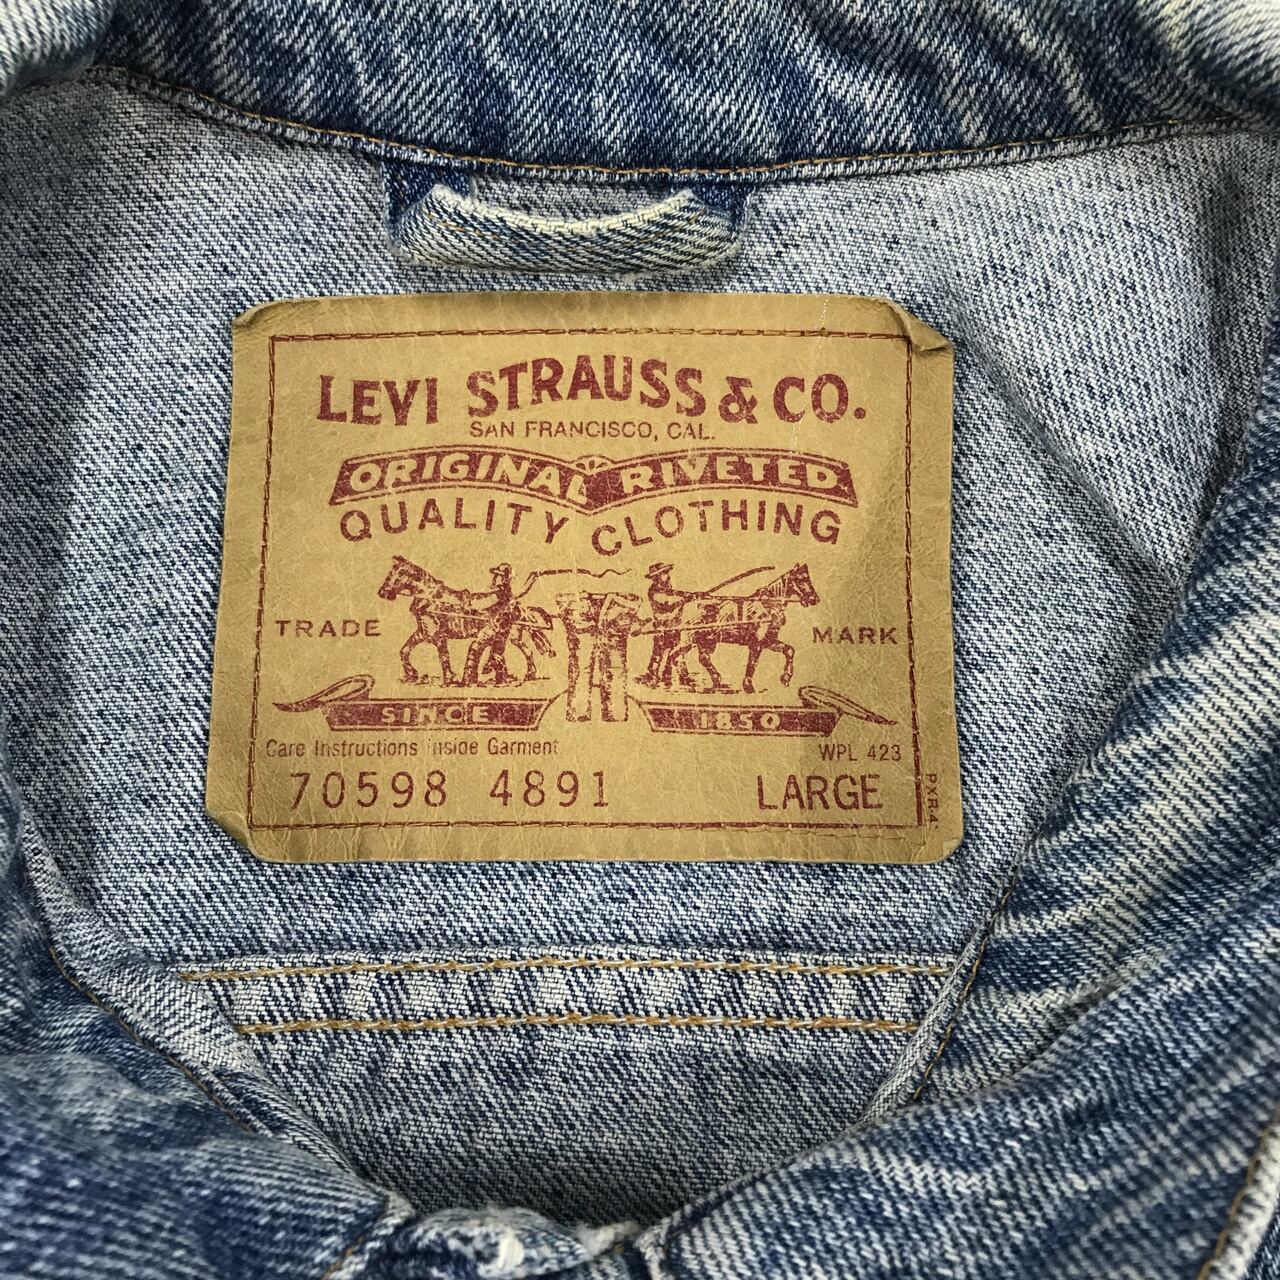 LEVI STRAUSS & CO.
SAN FRANCISCO, CAL.
ORIGINAL RIVETED
QUALITY CLOTHING
TRADE MARK
SINCE 1850
Care Instructions Inside Garment WPL 423
70598 4891 LARGE